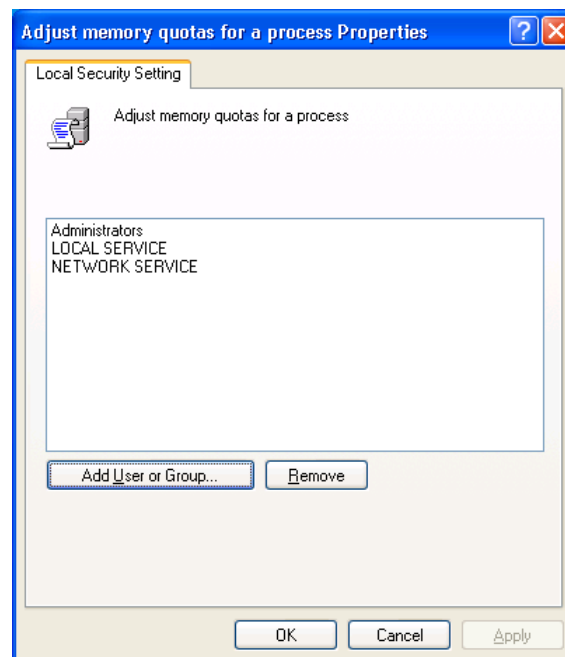 Adjust memory quotas for a process Properties
?
Local Security Setting
Adjust memory quotas for a process
Administrators
LOCAL SERVICE
NETWORK SERVICE
Add User or Group...
Remove
OK
Cancel
Apply